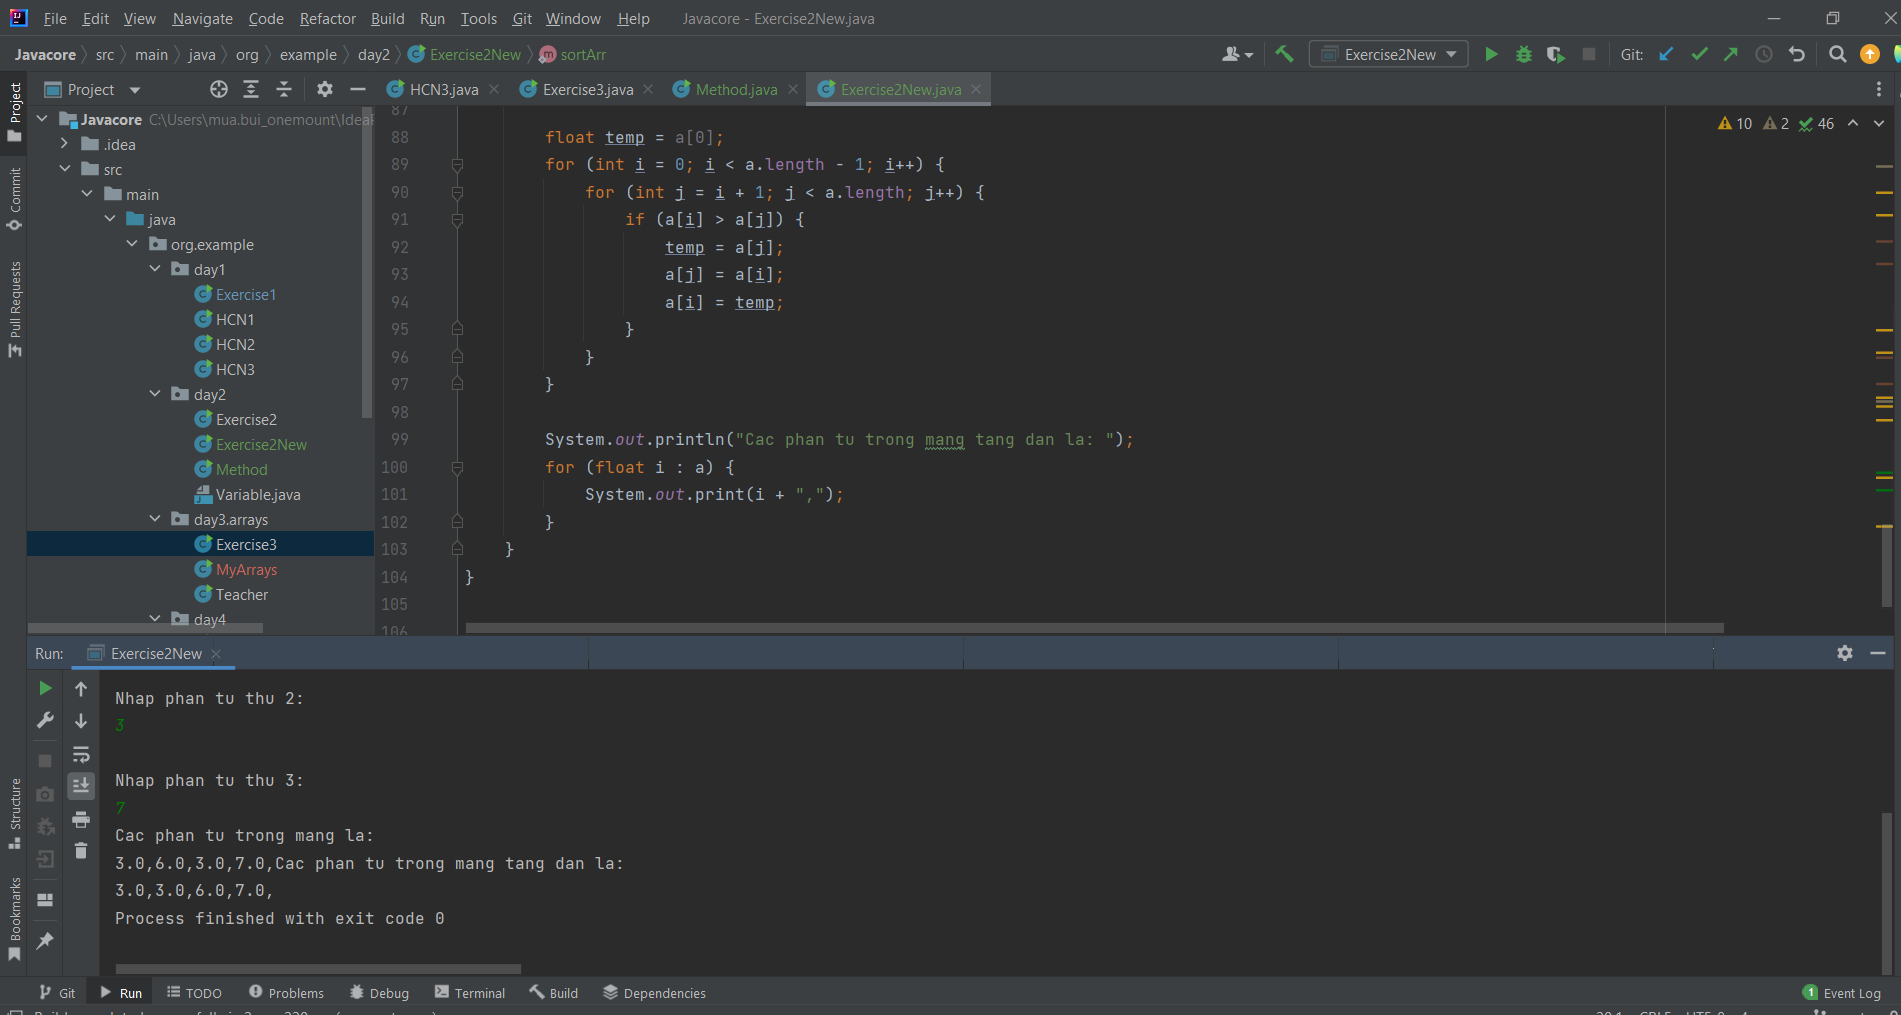 File Edit View Navigate Code Refactor Build Run Tools Git Window Help Javacore - Exercise2New.java
Javacore src main java org example day2 Exercise2New sortArr Exercise2New Git:
Project HCN3.java Exercise3.java Method.java Exercise2New.java
Project
Commit
Pull Requests
Structure
Bookmarks
Javacore C:\Users\mua.bui_onemount\Idea
.idea
src
main
java
org.example
day1
Exercise1
HCN1
HCN2
HCN3
day2
Exercise2
Exercise2New
Method
Variable.java
day3.arrays
Exercise3
MyArrays
Teacher
day4
10 2 46
87
88 float temp = a[0];
89 for (int i = 0; i < a.length - 1; i++) {
90 for (int j = i + 1; j < a.length; j++) {
91 if (a[i] > a[j]) {
92 temp = a[j];
93 a[j] = a[i];
94 a[i] = temp;
95 }
96 }
97 }
98
99 System.out.println("Cac phan tu trong mang tang dan la: ");
100 for (float i : a) {
101 System.out.print(i + ",");
102 }
103 }
104 }
105
106
Run: Exercise2New
Nhap phan tu thu 2:
3
Nhap phan tu thu 3:
7
Cac phan tu trong mang la:
3.0,6.0,3.0,7.0,Cac phan tu trong mang tang dan la:
3.0,3.0,6.0,7.0,
Process finished with exit code 0
Git Run TODO Problems Debug Terminal Build Dependencies 1 Event Log